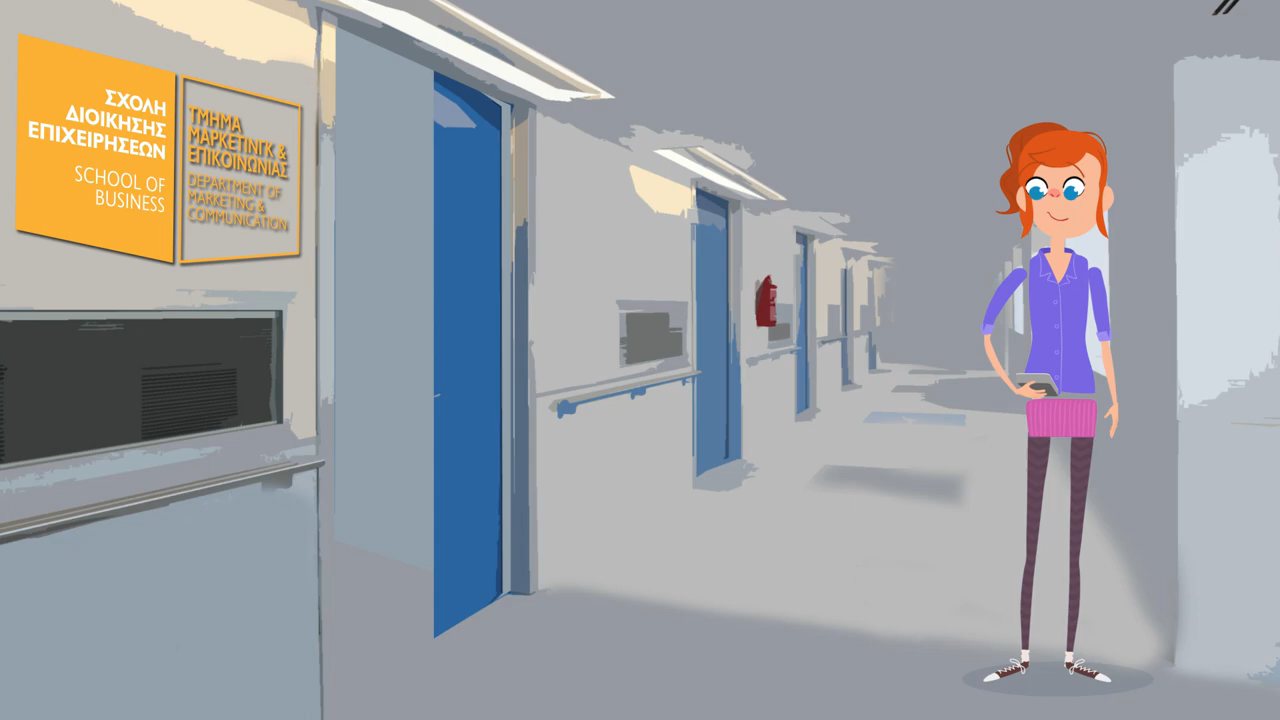 ΣΧΟΛΗ
ΔΙΟΙΚΗΣΗΣ
ΕΠΙΧΕΙΡΗΣΕΩΝ
SCHOOL OF
BUSINESS
ΤΜΗΜΑ
ΜΑΡΚΕΤΙΝΓΚ &
ΕΠΙΚΟΙΝΩΝΙΑΣ
DEPARTMENT OF
MARKETING &
COMMUNICATION